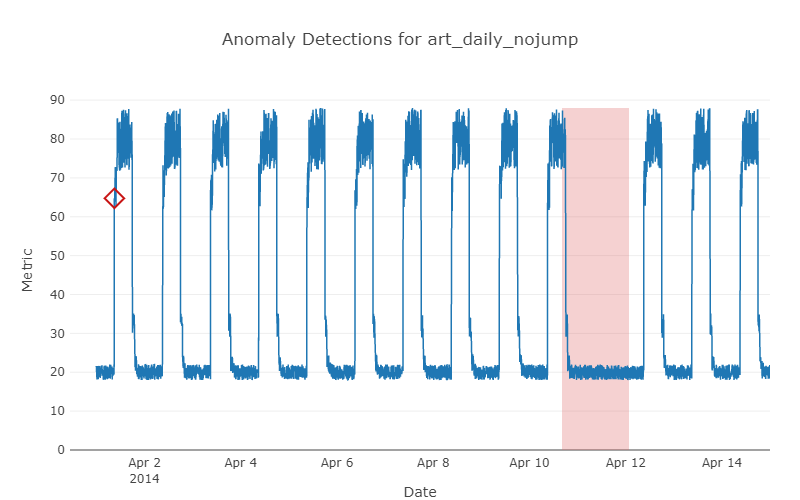 Anomaly Detections for art_daily_nojump
90
80
70
60
50
40
30
20
10
0
Metric
Apr 2
2014
Apr 4
Apr 6
Apr 8
Apr 10
Apr 12
Apr 14
Date